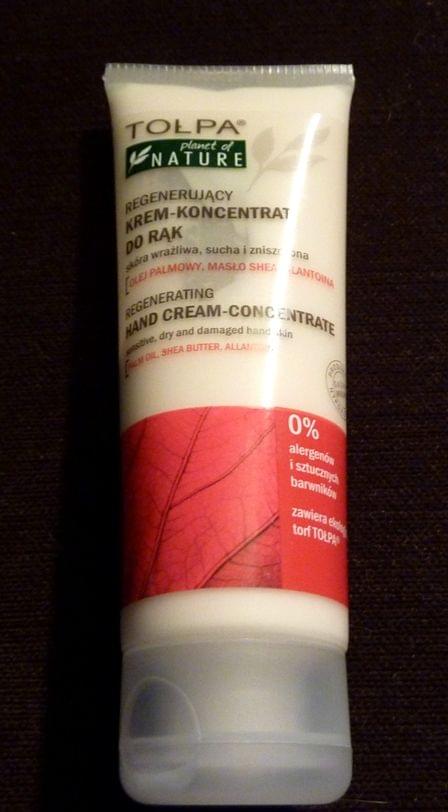 TOŁPA®
planet of
NATURE
REGENERUJĄCY
KREM-KONCENTRAT
DO RĄK
skóra wrażliwa, sucha i zniszczona
[OLEJ PALMOWY, MASŁO SHEA, ALANTOINA
REGENERATING
HAND CREAM-CONCENTRATE
sensitive, dry and damaged hand skin
[PALM OIL, SHEA BUTTER,
0%
alergenów
i sztucznych
barwników
zawiera
torf TOŁPA®